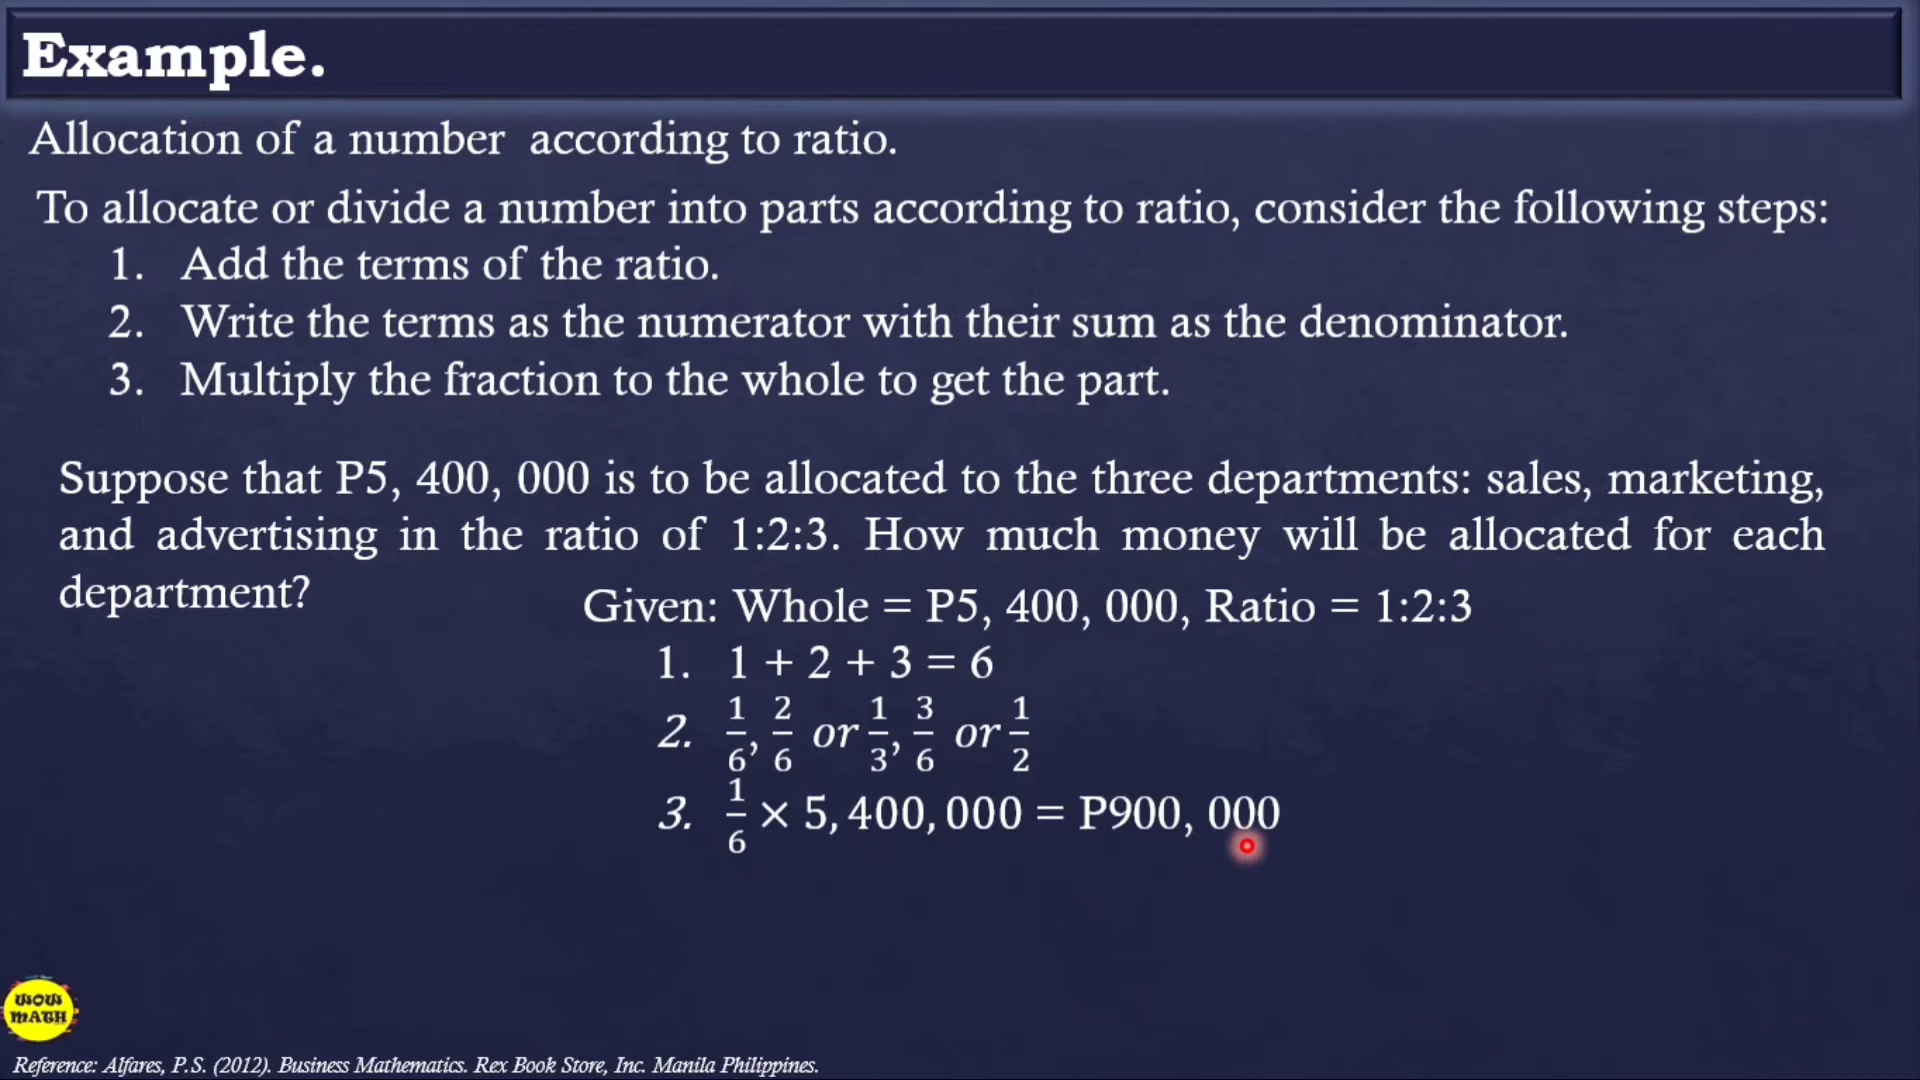 Example.
Allocation of a number according to ratio.
To allocate or divide a number into parts according to ratio, consider the following steps:
1. Add the terms of the ratio.
2. Write the terms as the numerator with their sum as the denominator.
3. Multiply the fraction to the whole to get the part.
Suppose that P5, 400, 000 is to be allocated to the three departments: sales, marketing,
and advertising in the ratio of 1:2:3. How much money will be allocated for each
department?
Given: Whole = P5, 400, 000, Ratio = 1:2:3
1. 1 + 2 + 3 = 6
2. 1/6, 2/6 or 1/3, 3/6 or 1/2
3. 1/6 × 5, 400, 000 = P900, 000
WOW
MATH
Reference: Alfares, P.S. (2012). Business Mathematics. Rex Book Store, Inc. Manila Philippines.